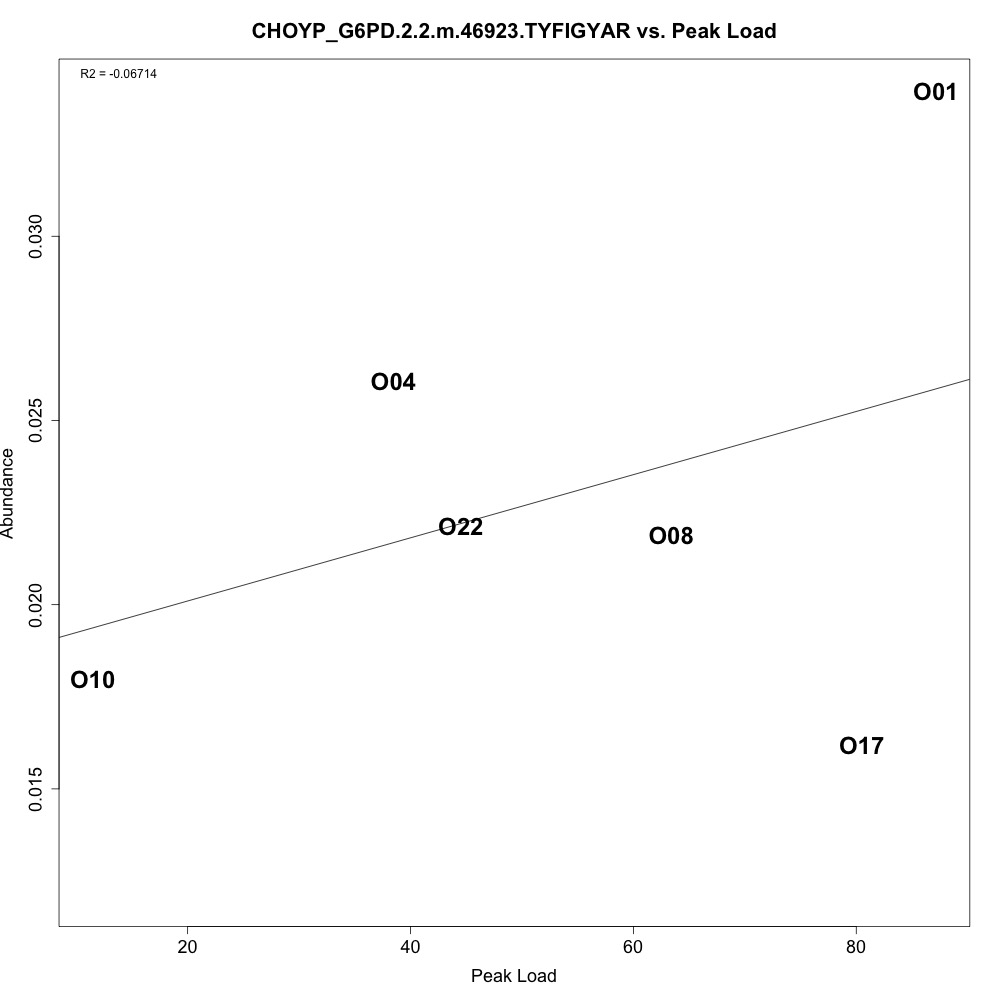 CHOYP_G6PD.2.2.m.46923.TYFIGYAR vs. Peak Load
R2 = -0.06714
O01
0.030
O04
0.025
Abundance
O22
O08
0.020
O10
O17
0.015
20 40 60 80
Peak Load